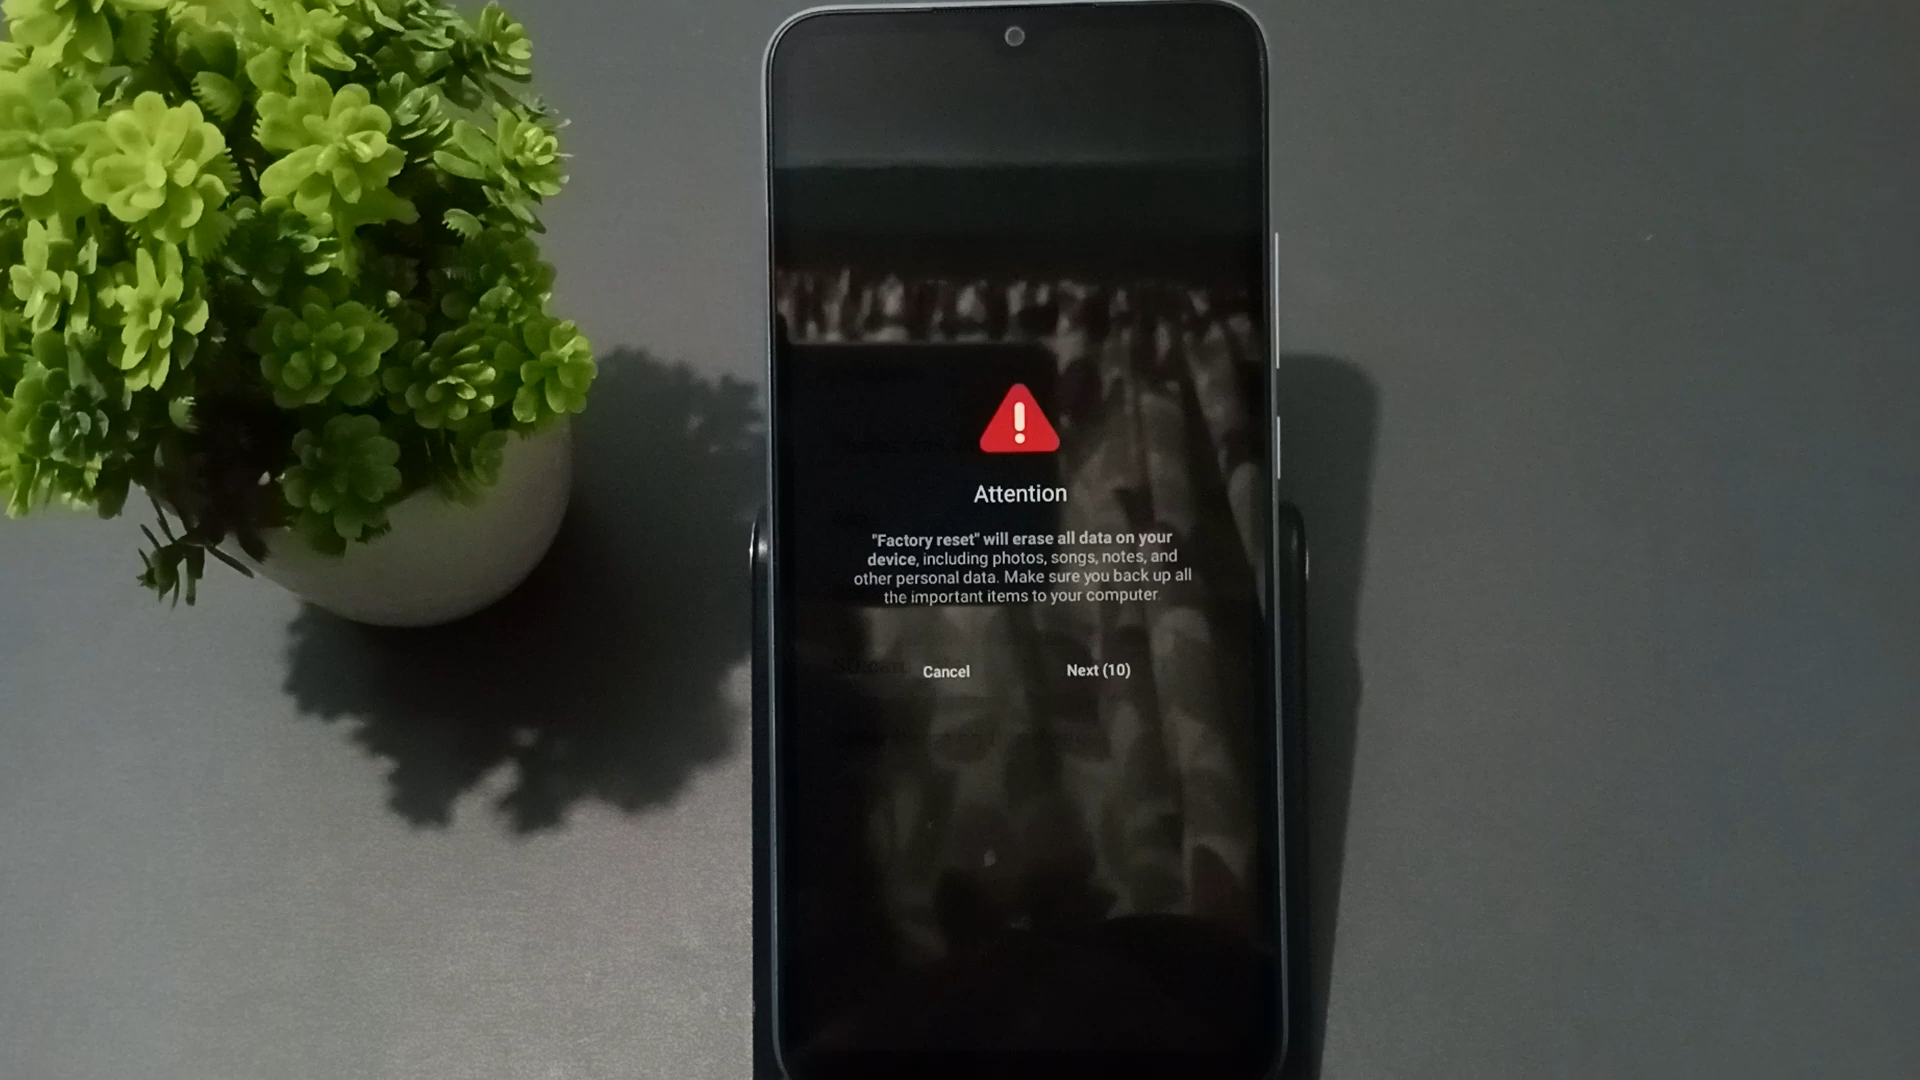 Attention
"Factory reset" will erase all data on your
device, including photos, songs, notes, and
other personal data. Make sure you back up all
the important items to your computer.
Cancel
Next (10)